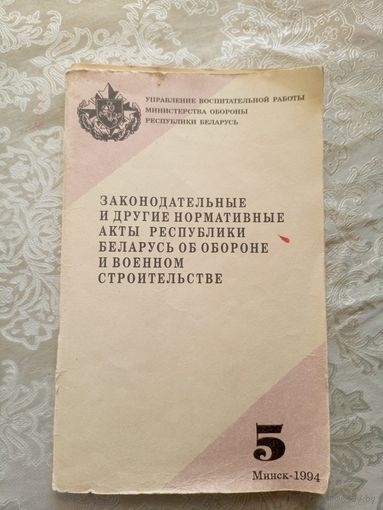 УПРАВЛЕНИЕ ВОСПИТАТЕЛЬНОЙ РАБОТЫ
МИНИСТЕРСТВА ОБОРОНЫ
РЕСПУБЛИКИ БЕЛАРУСЬ
ЗАКОНОДАТЕЛЬНЫЕ
И ДРУГИЕ НОРМАТИВНЫЕ
АКТЫ РЕСПУБЛИКИ
БЕЛАРУСЬ ОБ ОБОРОНЕ
И ВОЕННОМ
СТРОИТЕЛЬСТВЕ
5
Минск-1994